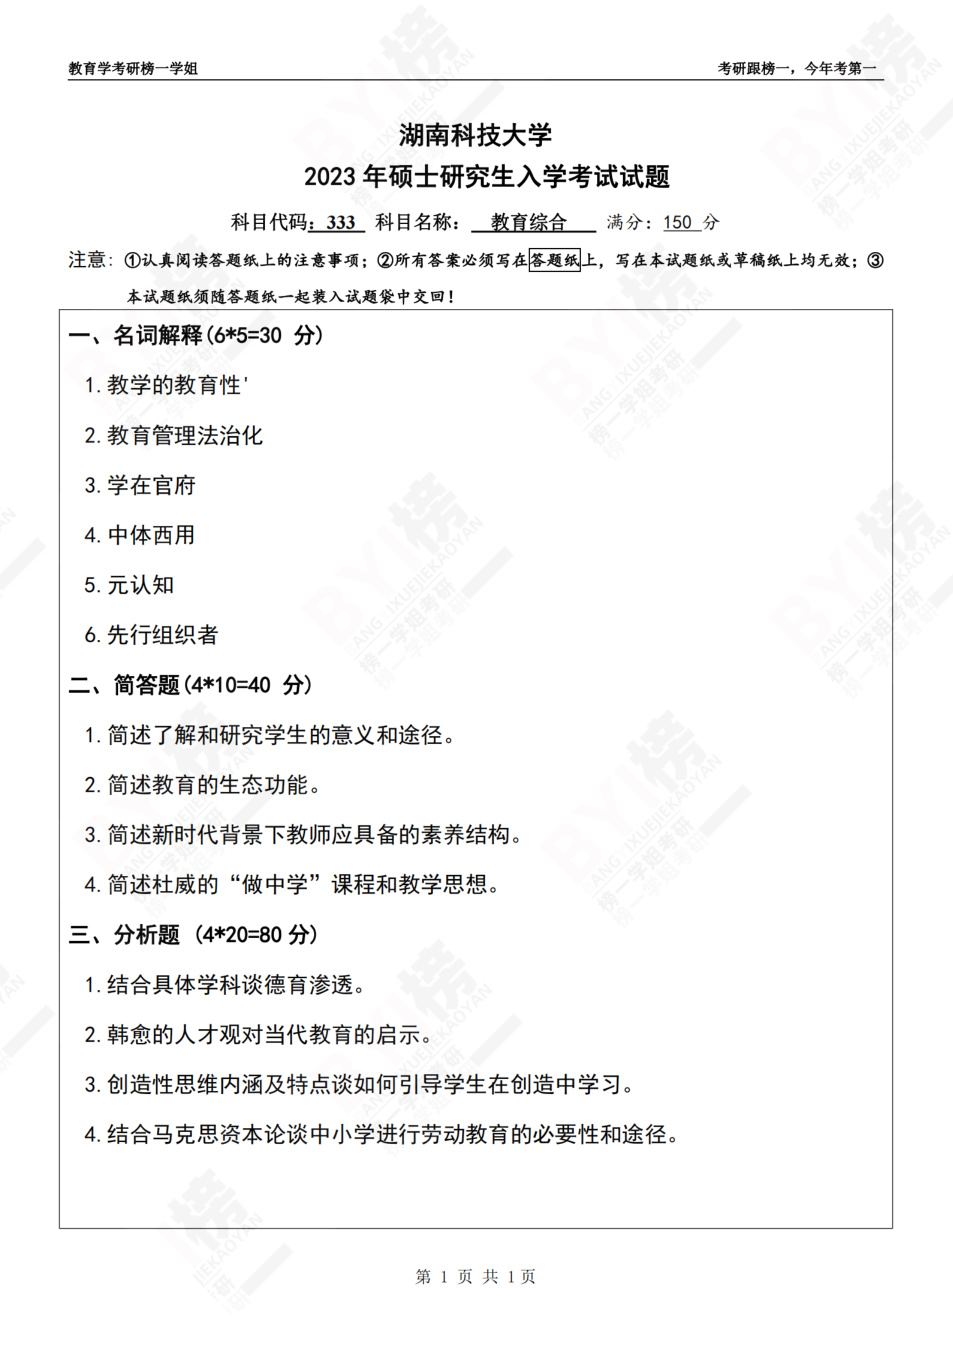 教育学考研榜一学姐 考研跟榜一，今年考第一
湖南科技大学
2023 年硕士研究生入学考试试题
科目代码：333 科目名称： 教育综合 满分：150 分
注意：①认真阅读答题纸上的注意事项；②所有答案必须写在答题纸上，写在本试题纸或草稿纸上均无效；③
本试题纸须随答题纸一起装入试题袋中交回！
一、名词解释(6*5=30 分)
1.教学的教育性'
2.教育管理法治化
3.学在官府
4.中体西用
5.元认知
6.先行组织者
二、简答题(4*10=40 分)
1.简述了解和研究学生的意义和途径。
2.简述教育的生态功能。
3.简述新时代背景下教师应具备的素养结构。
4.简述杜威的“做中学”课程和教学思想。
三、分析题 (4*20=80 分)
1.结合具体学科谈德育渗透。
2.韩愈的人才观对当代教育的启示。
3.创造性思维内涵及特点谈如何引导学生在创造中学习。
4.结合马克思资本论谈中小学进行劳动教育的必要性和途径。
第 1 页 共 1 页